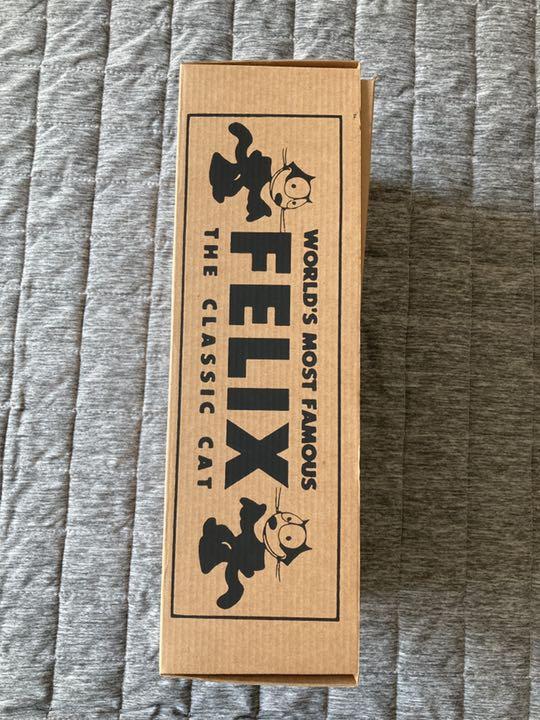 WORLD'S MOST FAMOUS
FELIX
THE CLASSIC CAT